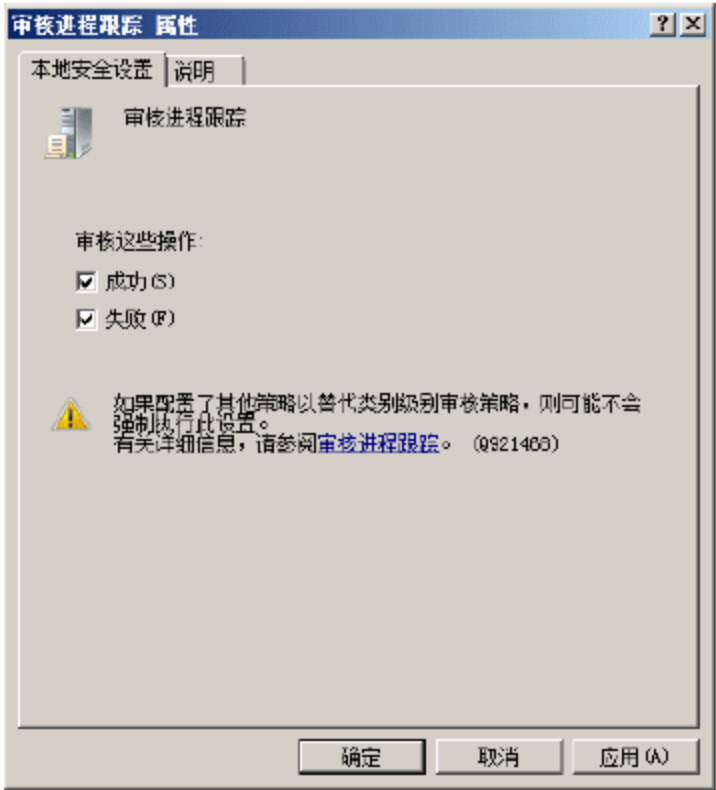 审核进程跟踪 属性
本地安全设置 说明
审核进程跟踪
审核这些操作:
成功(S)
失败(F)
如果配置了其他策略以替代类别级别审核策略，则可能不会
强制执行此设置。
有关详细信息，请参阅审核进程跟踪。 (Q921468)
确定 取消 应用(A)